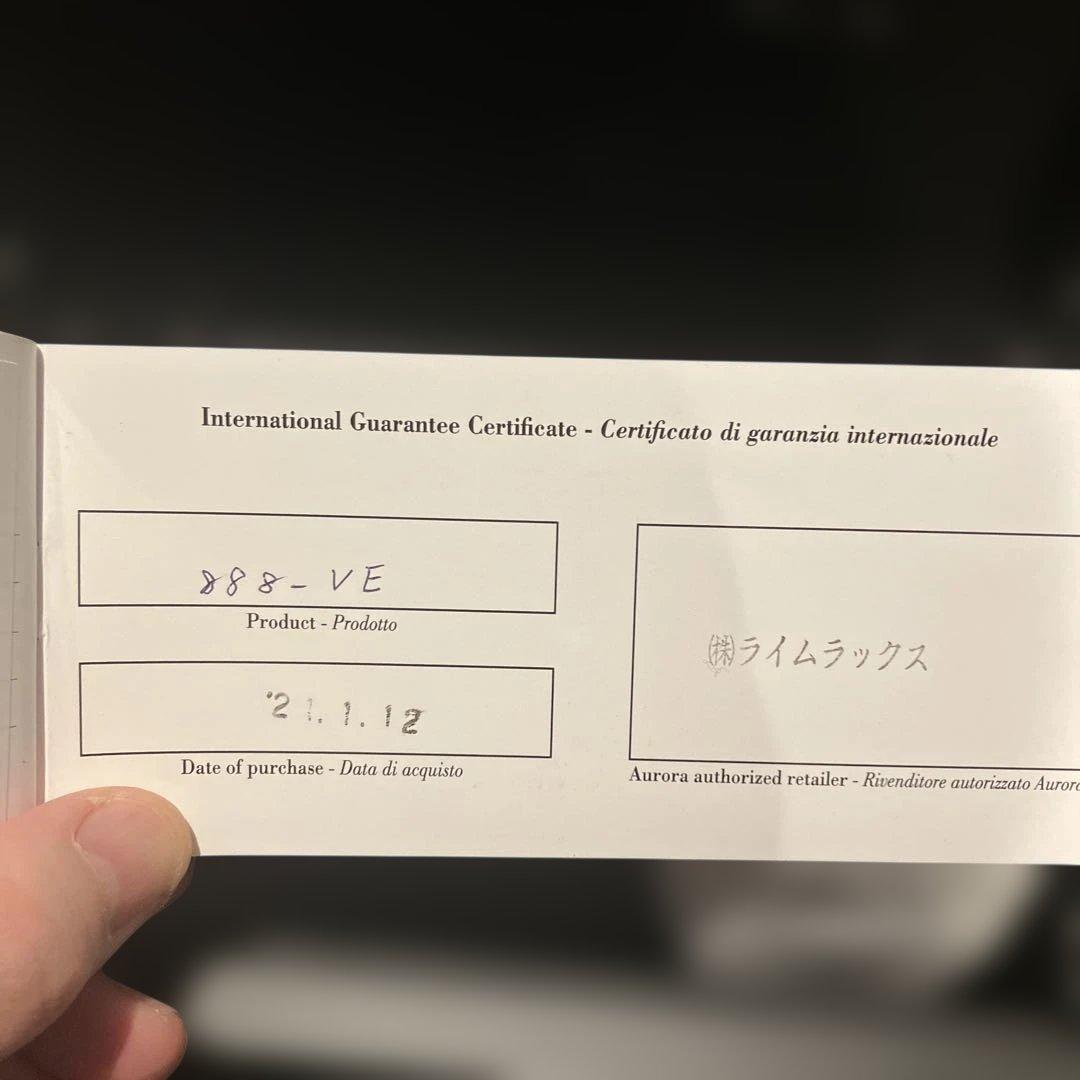 International Guarantee Certificate - Certificato di garanzia internazionale
888-VE
Product - Prodotto
'21.1.12
Date of purchase - Data di acquisto
㈱ライムラックス
Aurora authorized retailer - Rivenditore autorizzato Aurora